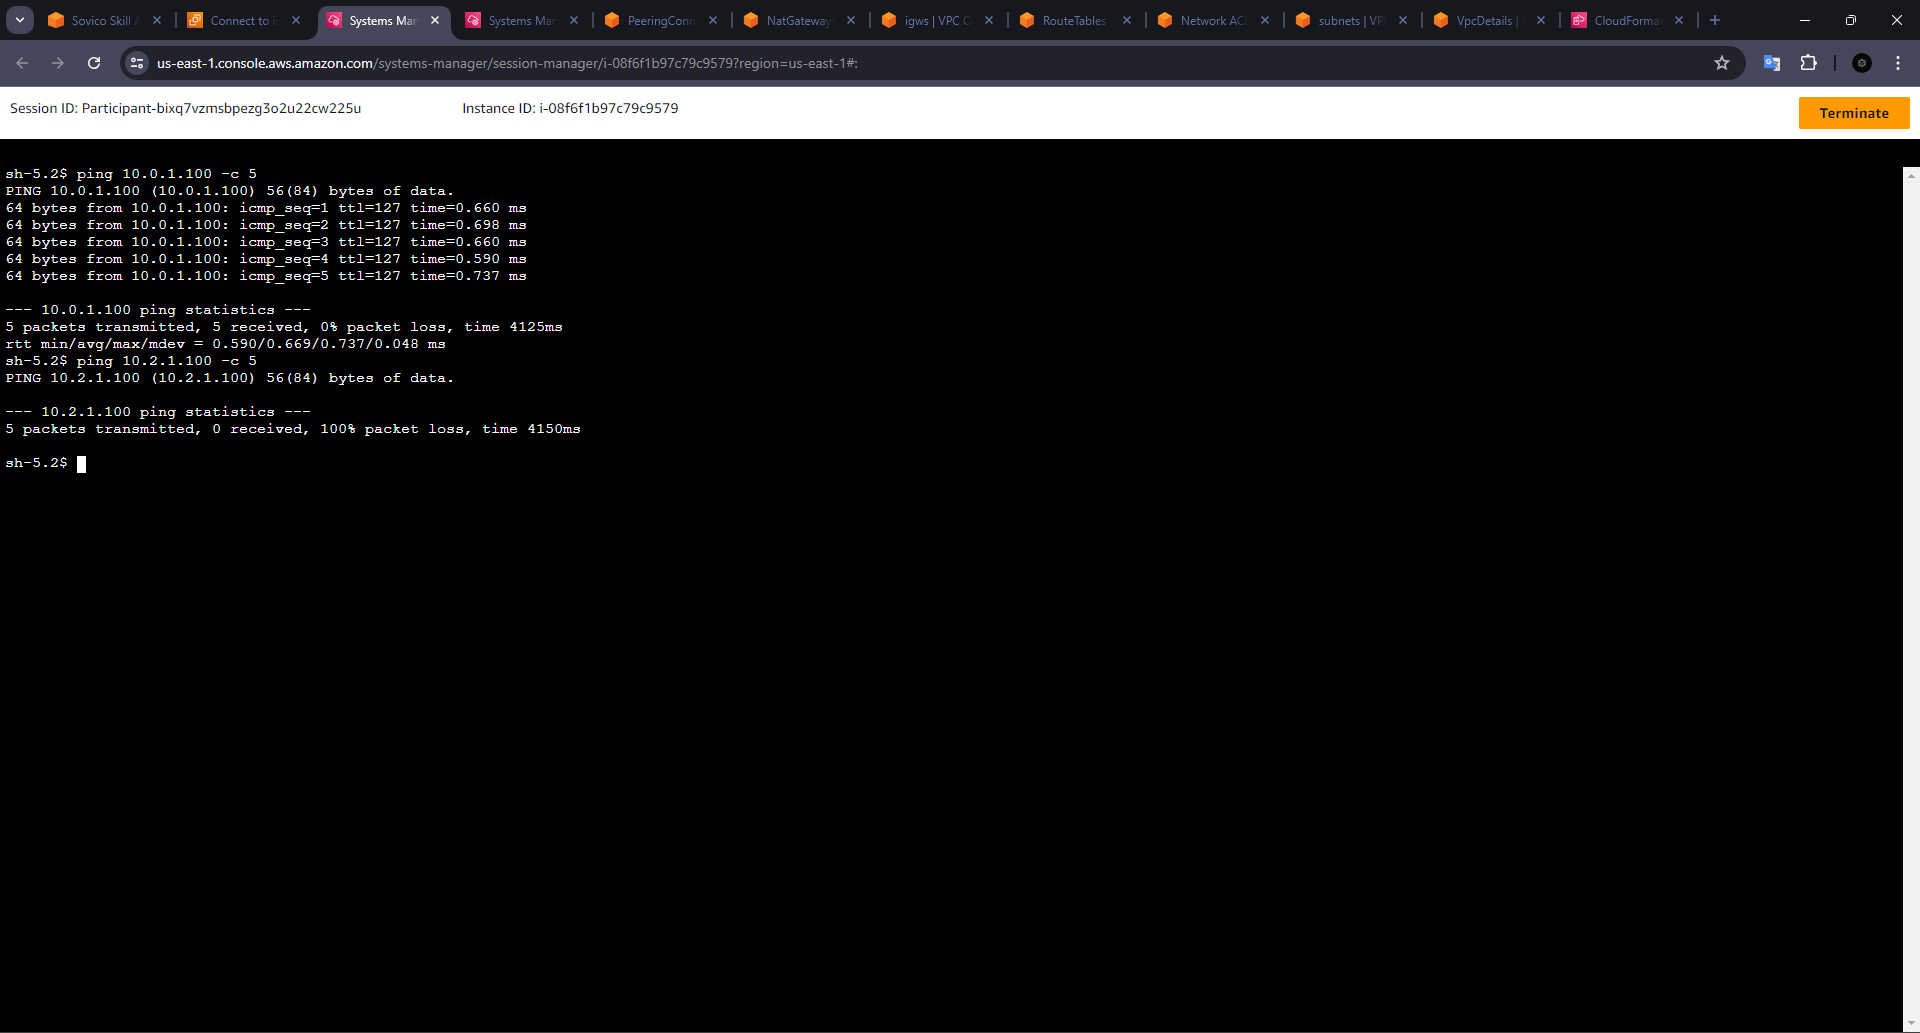 Sovico Skill A
Connect to in
Systems Man
Systems Man
PeeringConn
NatGateways
igws | VPC C
RouteTables
Network AC
subnets | VP
VpcDetails |
CloudFormat
us-east-1.console.aws.amazon.com/systems-manager/session-manager/i-08f6f1b97c79c9579?region=us-east-1#:
Session ID: Participant-bixq7vzmsbpezg3o2u22cw225u
Instance ID: i-08f6f1b97c79c9579
Terminate
sh-5.2$ ping 10.0.1.100 -c 5
PING 10.0.1.100 (10.0.1.100) 56(84) bytes of data.
64 bytes from 10.0.1.100: icmp_seq=1 ttl=127 time=0.660 ms
64 bytes from 10.0.1.100: icmp_seq=2 ttl=127 time=0.698 ms
64 bytes from 10.0.1.100: icmp_seq=3 ttl=127 time=0.660 ms
64 bytes from 10.0.1.100: icmp_seq=4 ttl=127 time=0.590 ms
64 bytes from 10.0.1.100: icmp_seq=5 ttl=127 time=0.737 ms
--- 10.0.1.100 ping statistics ---
5 packets transmitted, 5 received, 0% packet loss, time 4125ms
rtt min/avg/max/mdev = 0.590/0.669/0.737/0.048 ms
sh-5.2$ ping 10.2.1.100 -c 5
PING 10.2.1.100 (10.2.1.100) 56(84) bytes of data.
--- 10.2.1.100 ping statistics ---
5 packets transmitted, 0 received, 100% packet loss, time 4150ms
sh-5.2$